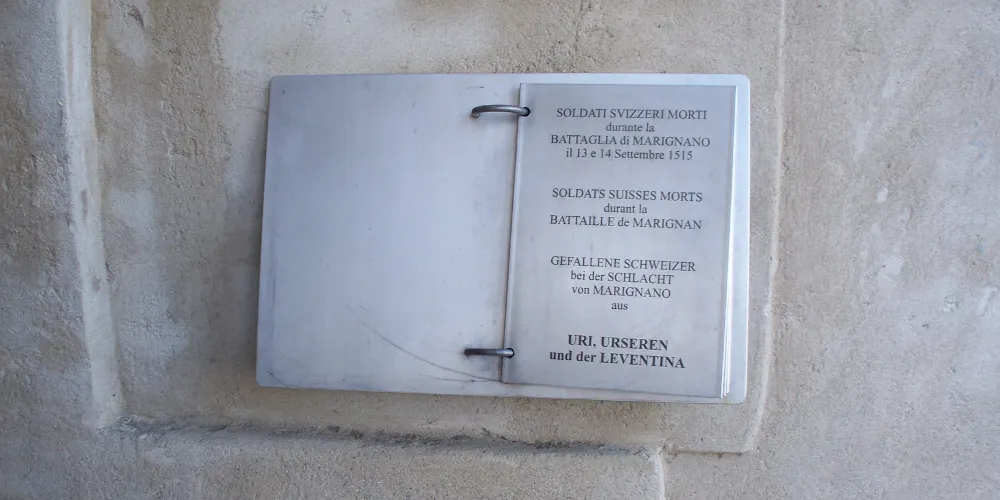 SOLDATI SVIZZERI MORTI
durante la
BATTAGLIA di MARIGNANO
il 13 e 14 Settembre 1515
SOLDATS SUISSES MORTS
durant la
BATTAILLE de MARIGNAN
GEFALLENE SCHWEIZER
bei der SCHLACHT
von MARIGNANO
aus
URI, URSEREN
und der LEVENTINA